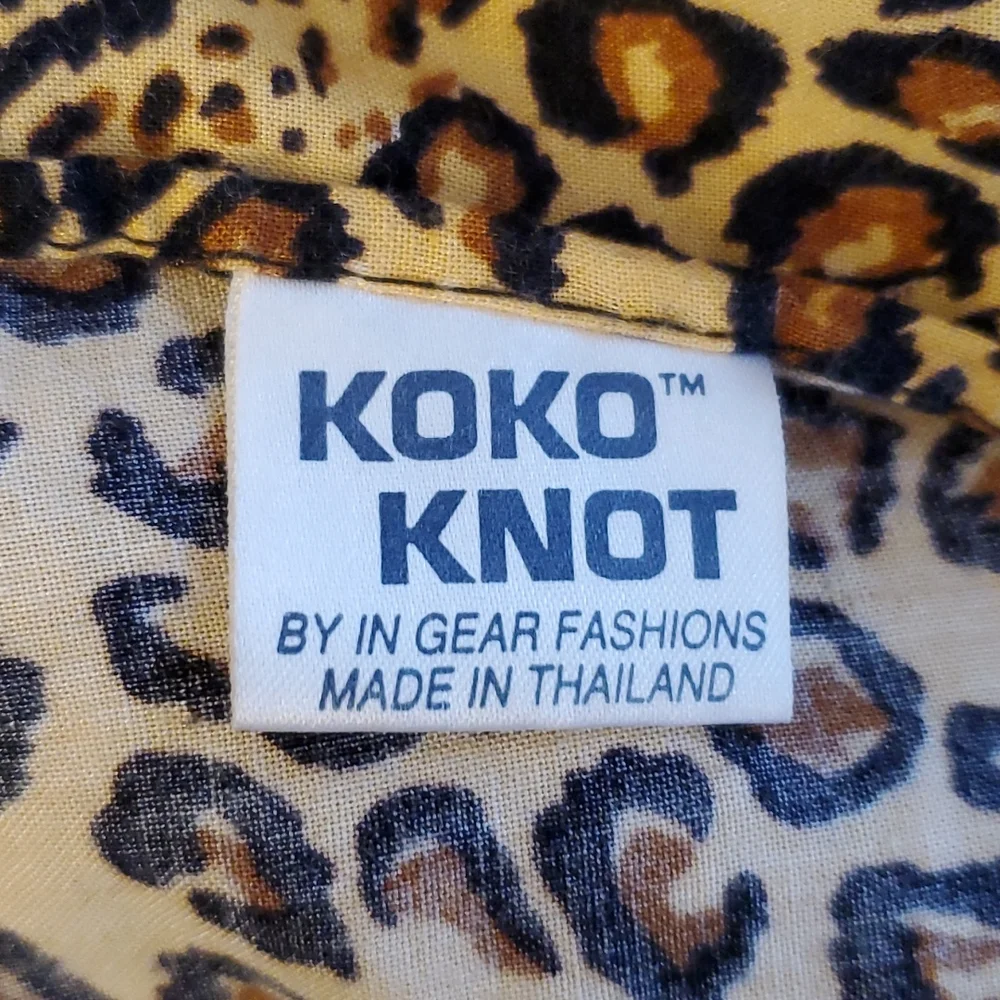 KOKO™
KNOT
BY IN GEAR FASHIONS
MADE IN THAILAND